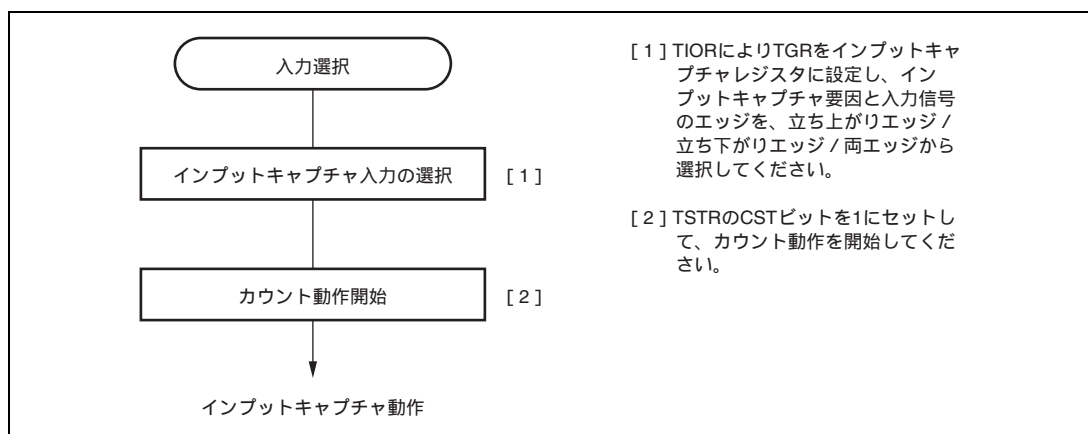 入力選択
インプットキャプチャ入力の選択 [ 1 ]
カウント動作開始 [ 2 ]
インプットキャプチャ動作
[ 1 ] TIORによりTGRをインプットキャ
プチャレジスタに設定し、イン
プットキャプチャ要因と入力信号
のエッジを、立ち上がりエッジ /
立ち下がりエッジ / 両エッジから
選択してください。
[ 2 ] TSTRのCSTビットを1にセットし
て、カウント動作を開始してくだ
さい。